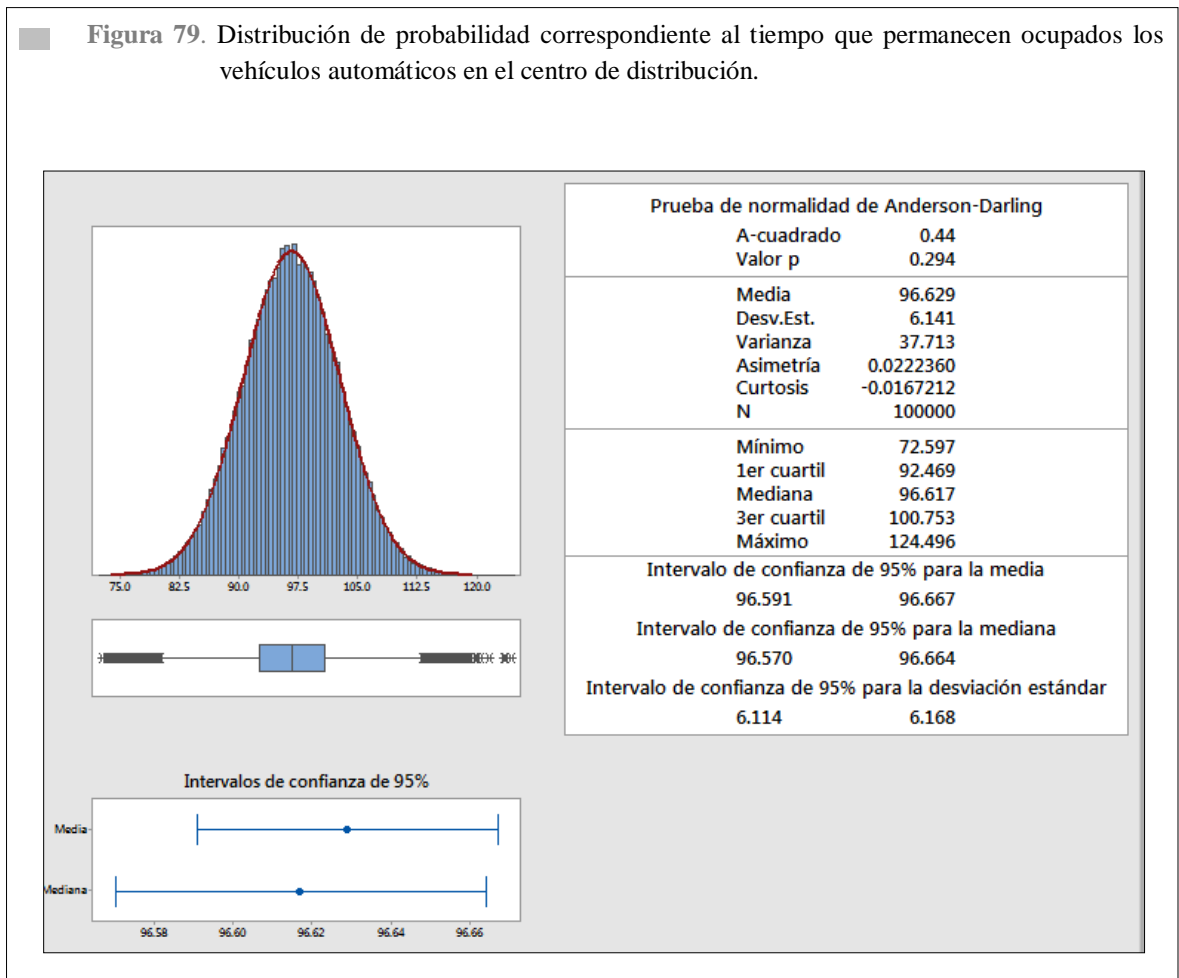 Figura 79. Distribución de probabilidad correspondiente al tiempo que permanecen ocupados los
vehículos automáticos en el centro de distribución.
75.0 82.5 90.0 97.5 105.0 112.5 120.0
Intervalos de confianza de 95%
Media
Mediana
96.58 96.60 96.62 96.64 96.66
Prueba de normalidad de Anderson-Darling
A-cuadrado 0.44
Valor p 0.294
Media 96.629
Desv.Est. 6.141
Varianza 37.713
Asimetría 0.0222360
Curtosis -0.0167212
N 100000
Mínimo 72.597
1er cuartil 92.469
Mediana 96.617
3er cuartil 100.753
Máximo 124.496
Intervalo de confianza de 95% para la media
96.591 96.667
Intervalo de confianza de 95% para la mediana
96.570 96.664
Intervalo de confianza de 95% para la desviación estándar
6.114 6.168